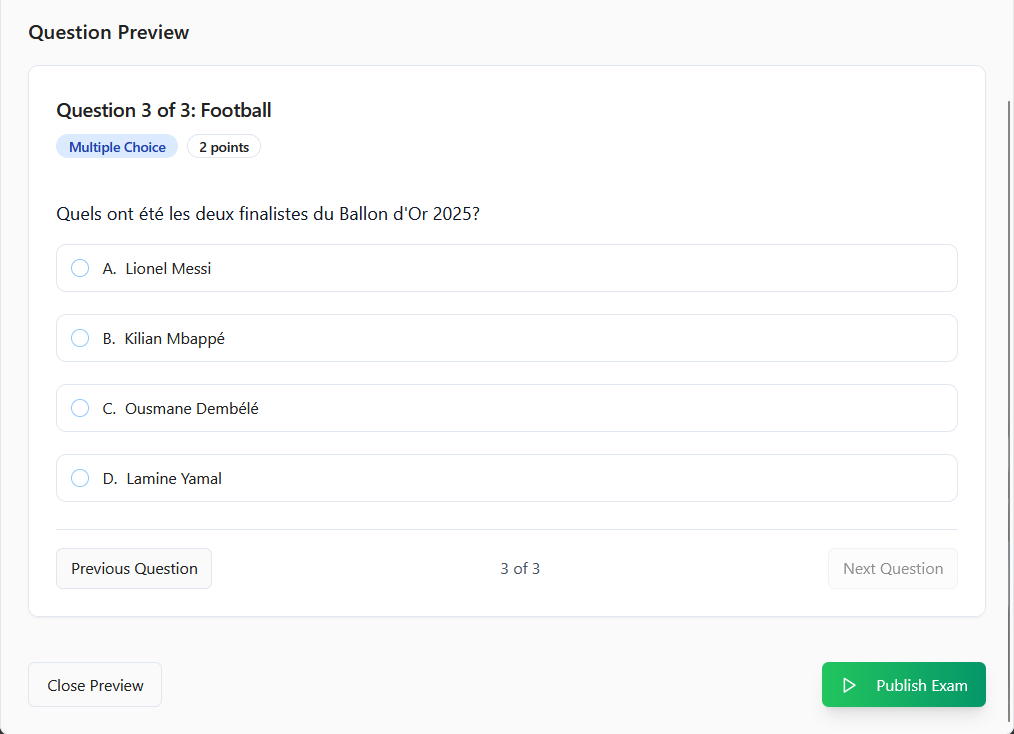 Question Preview
Question 3 of 3: Football
Multiple Choice 2 points
Quels ont été les deux finalistes du Ballon d'Or 2025?
A. Lionel Messi
B. Kilian Mbappé
C. Ousmane Dembélé
D. Lamine Yamal
Previous Question 3 of 3 Next Question
Close Preview Publish Exam